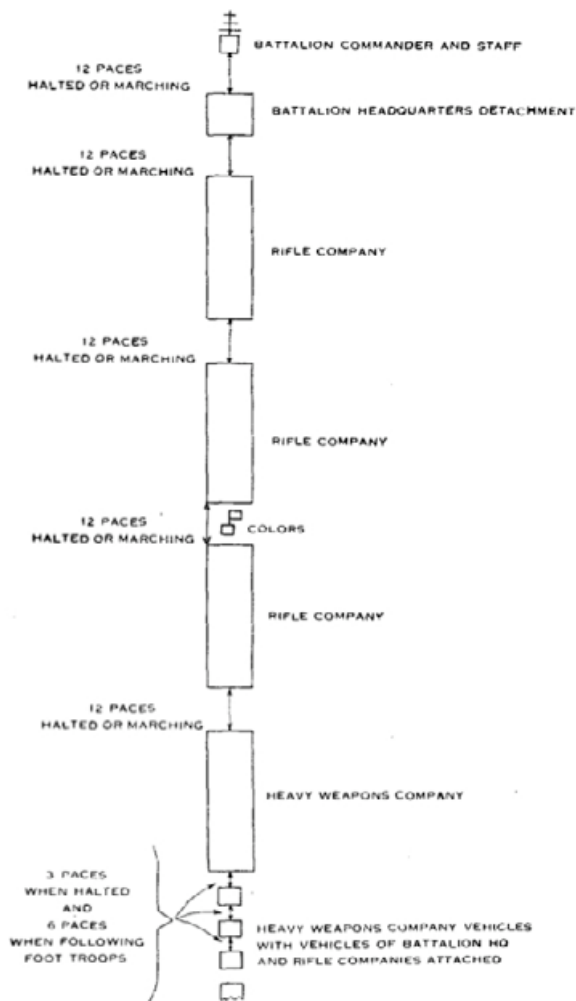 BATTALION COMMANDER AND STAFF
12 PACES
HALTED OR MARCHING
BATTALION HEADQUARTERS DETACHMENT
12 PACES
HALTED OR MARCHING
RIFLE COMPANY
12 PACES
HALTED OR MARCHING
RIFLE COMPANY
12 PACES
HALTED OR MARCHING
COLORS
RIFLE COMPANY
12 PACES
HALTED OR MARCHING
HEAVY WEAPONS COMPANY
3 PACES
WHEN HALTED
AND
6 PACES
WHEN FOLLOWING
FOOT TROOPS
HEAVY WEAPONS COMPANY VEHICLES
WITH VEHICLES OF BATTALION HQ
AND RIFLE COMPANIES ATTACHED